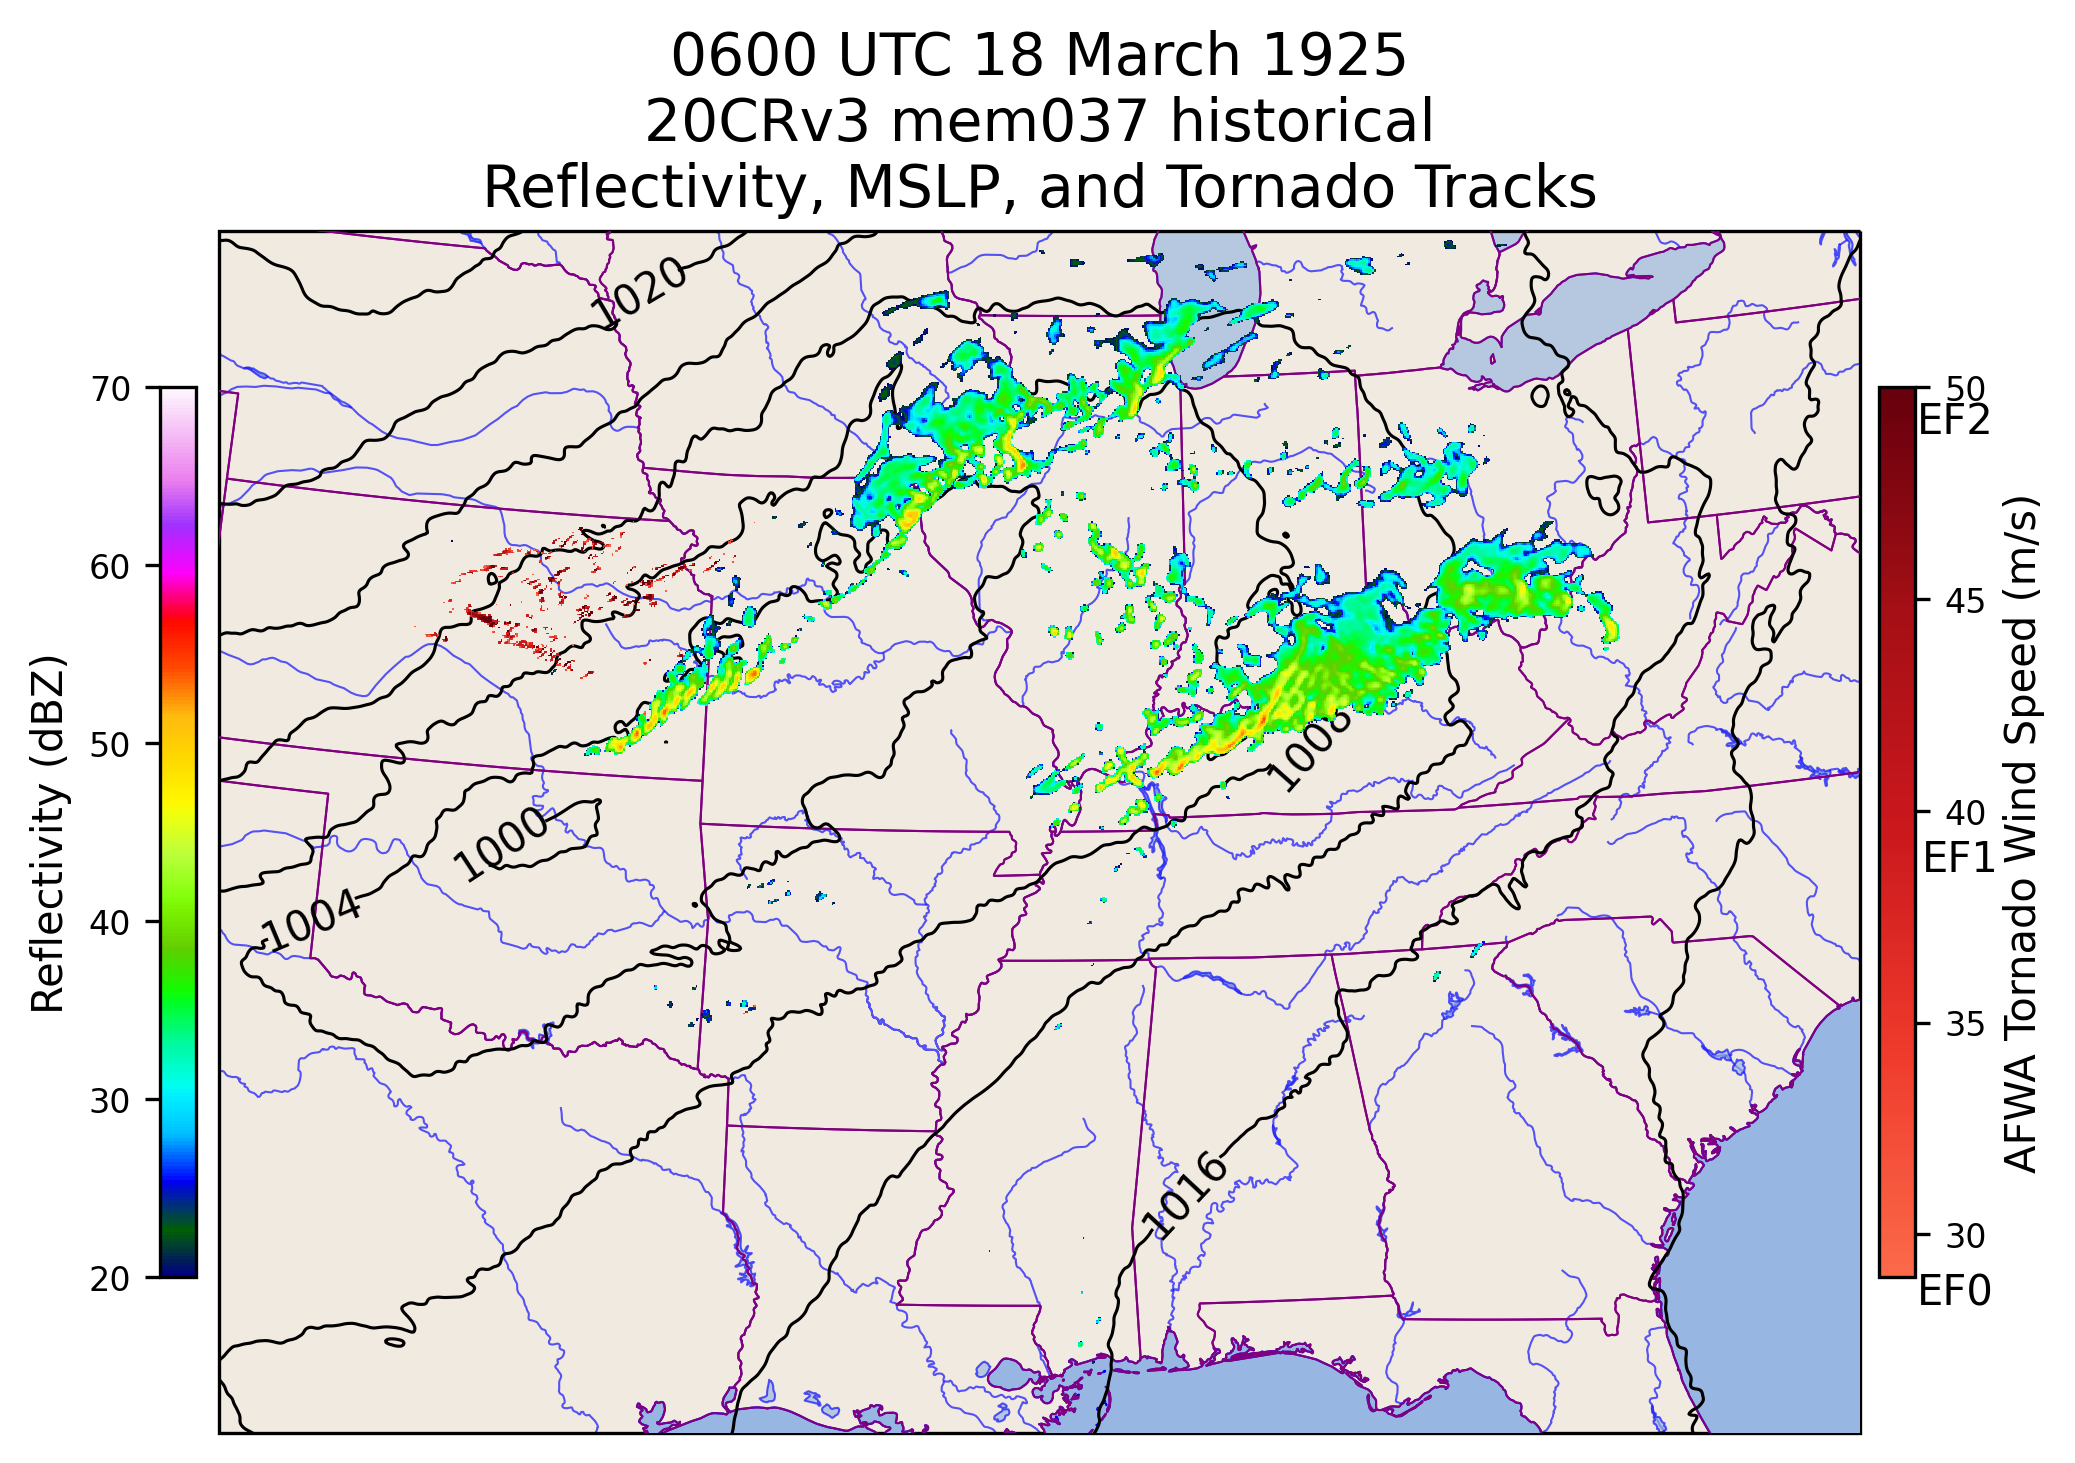 0600 UTC 18 March 1925
20CRv3 mem037 historical
Reflectivity, MSLP, and Tornado Tracks
1020
1008
1000
1004
1016
Reflectivity (dBZ)
70
60
50
40
30
20
50
EF2
45
40
EF1
35
30
EF0
AFWA Tornado Wind Speed (m/s)